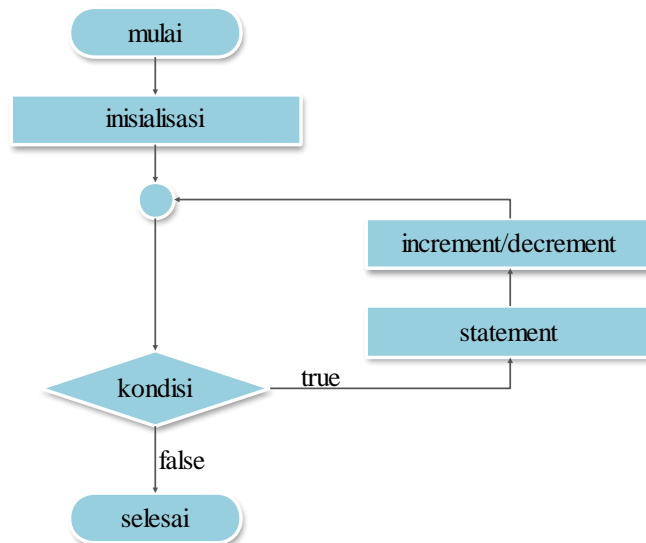 mulai
inisialisasi
increment/decrement
statement
kondisi
true
false
selesai